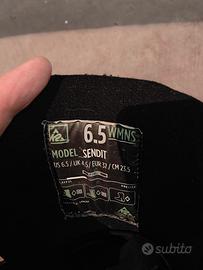 6.5 WMNS
MODEL SENDIT
US 6.5 / UK 4.5 / EUR 37 / CM 23.5
subito